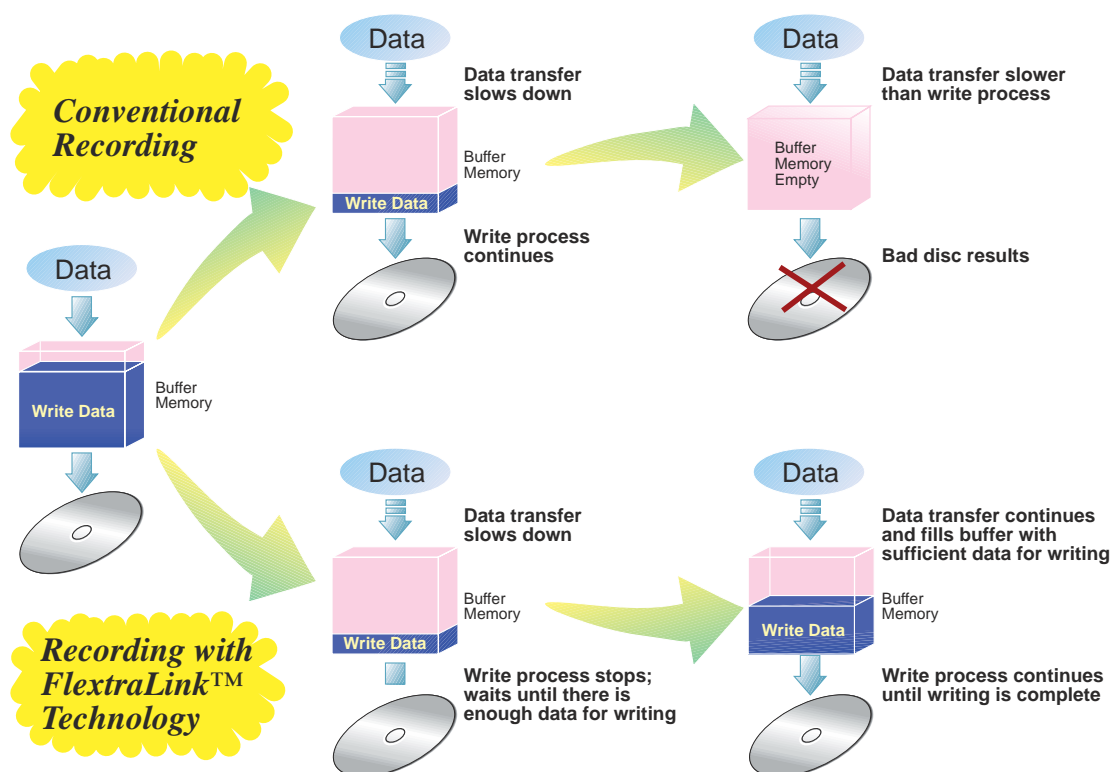 Conventional
Recording
Data
Data transfer
slows down
Buffer
Memory
Write Data
Write process
continues
Data
Data transfer slower
than write process
Buffer
Memory
Empty
Bad disc results
Data
Write Data
Buffer
Memory
Recording with
FlextraLink™
Technology
Data
Data transfer
slows down
Buffer
Memory
Write Data
Write process stops;
waits until there is
enough data for writing
Data
Data transfer continues
and fills buffer with
sufficient data for writing
Buffer
Memory
Write Data
Write process continues
until writing is complete